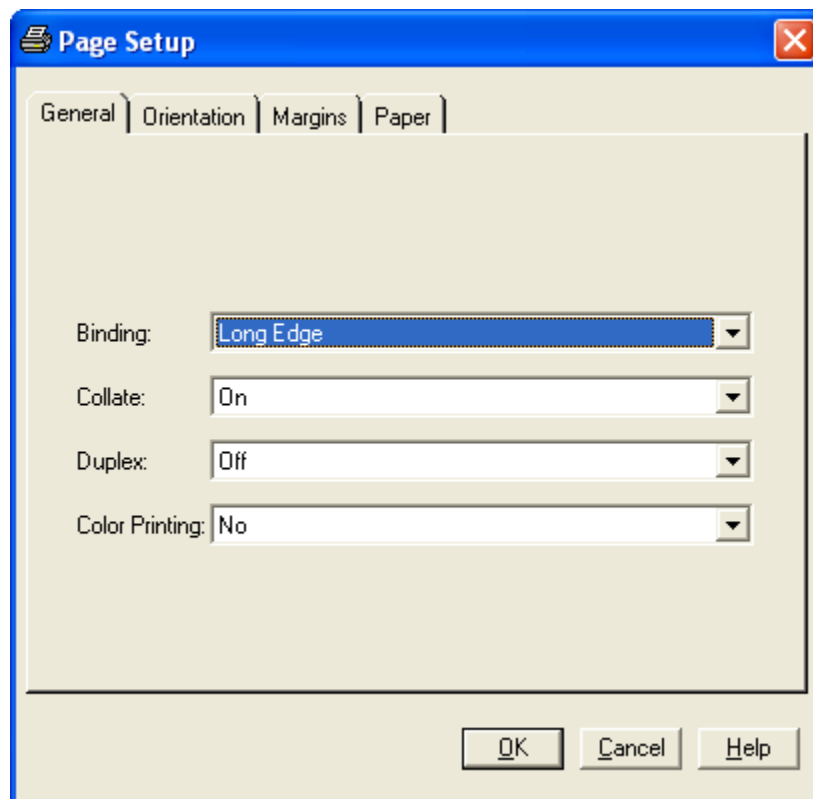 Page Setup
General Orientation Margins Paper
Binding: Long Edge
Collate: On
Duplex: Off
Color Printing: No
OK Cancel Help